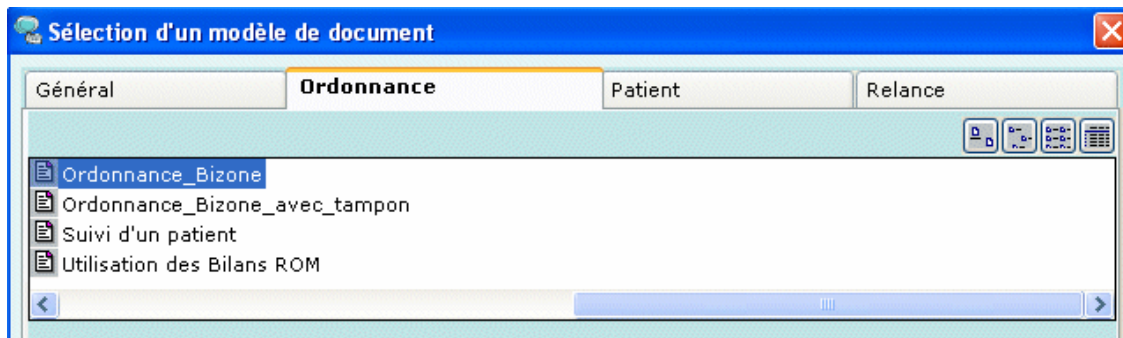 Sélection d'un modèle de document
Général Ordonnance Patient Relance
Ordonnance_Bizone
Ordonnance_Bizone_avec_tampon
Suivi d'un patient
Utilisation des Bilans ROM